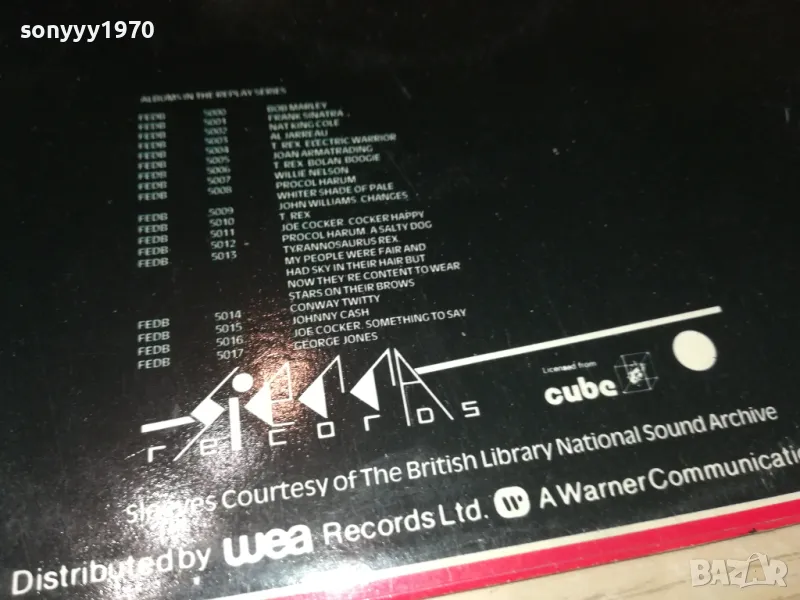 sonyyy1970
ALBUMS IN THE REPLAY SERIES
FEDB 5000 BOB MARLEY
FEDB 5001 FRANK SINATRA
FEDB 5002 NAT KING COLE
FEDB 5003 AL JARREAU
FEDB 5004 T REX. ELECTRIC WARRIOR
FEDB 5005 JOAN ARMATRADING
FEDB 5006 T REX BOLAN BOOGIE
FEDB 5007 WILLIE NELSON
FEDB 5008 PROCOL HARUM
WHITER SHADE OF PALE
FEDB 5009 JOHN WILLIAMS. CHANGES
FEDB 5010 T REX
FEDB 5011 JOE COCKER. COCKER HAPPY
FEDB 5012 PROCOL HARUM. A SALTY DOG
FEDB 5013 TYRANNOSAURUS REX.
MY PEOPLE WERE FAIR AND
HAD SKY IN THEIR HAIR BUT
NOW THEY'RE CONTENT TO WEAR
STARS ON THEIR BROWS
FEDB 5014 CONWAY TWITTY
FEDB 5015 JOHNNY CASH
FEDB 5016 JOE COCKER. SOMETHING TO SAY
FEDB 5017 GEORGE JONES
SIERRA
records
Licensed from
cube
Sleeves Courtesy of The British Library National Sound Archive
Distributed by wea Records Ltd. A Warner Communicatio
BAZAR